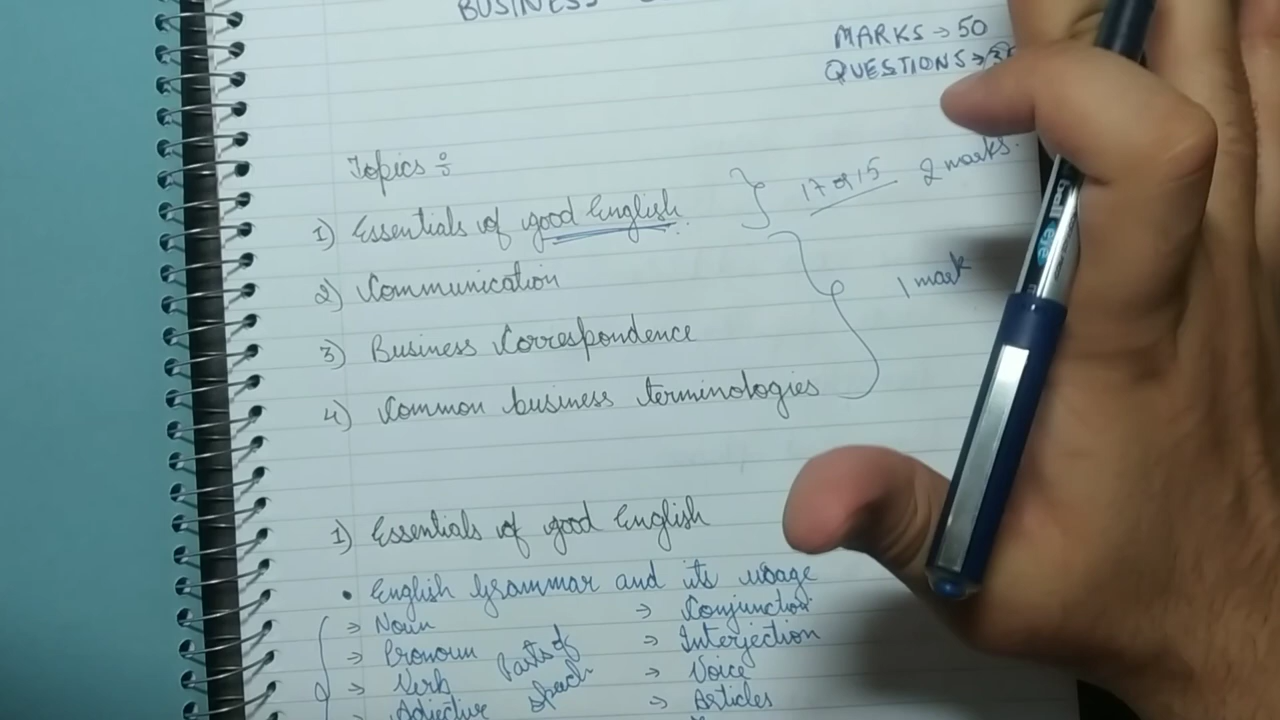 BUSINESS
MARKS → 50
QUESTIONS →
Topics :
1) Essentials of good English } 17 or 15 2 marks.
2) Communication
1 mark
3) Business Correspondence
4) Common business terminologies
1) Essentials of good English
• English Grammar and its usage
→ Noun → Conjunction
→ Pronoun Parts of → Interjection
→ Verb Speech → Voice
→ Adjective → Articles